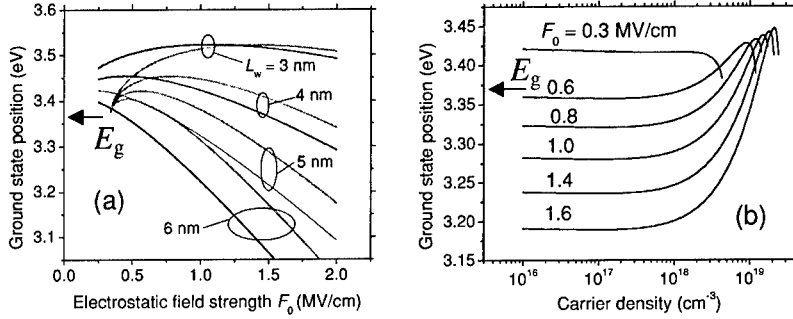 (a)
3.6
3.5
3.4
3.3
3.2
3.1
Ground state position (eV)
L_w = 3 nm
4 nm
5 nm
6 nm
E_g
0.0 0.5 1.0 1.5 2.0
Electrostatic field strength F_0 (MV/cm)
3.45
3.40
3.35
3.30
3.25
3.20
3.15
Ground state position (eV)
F_0 = 0.3 MV/cm
E_g
0.6
0.8
1.0
1.4
1.6
(b)
10^16 10^17 10^18 10^19
Carrier density (cm^-3)